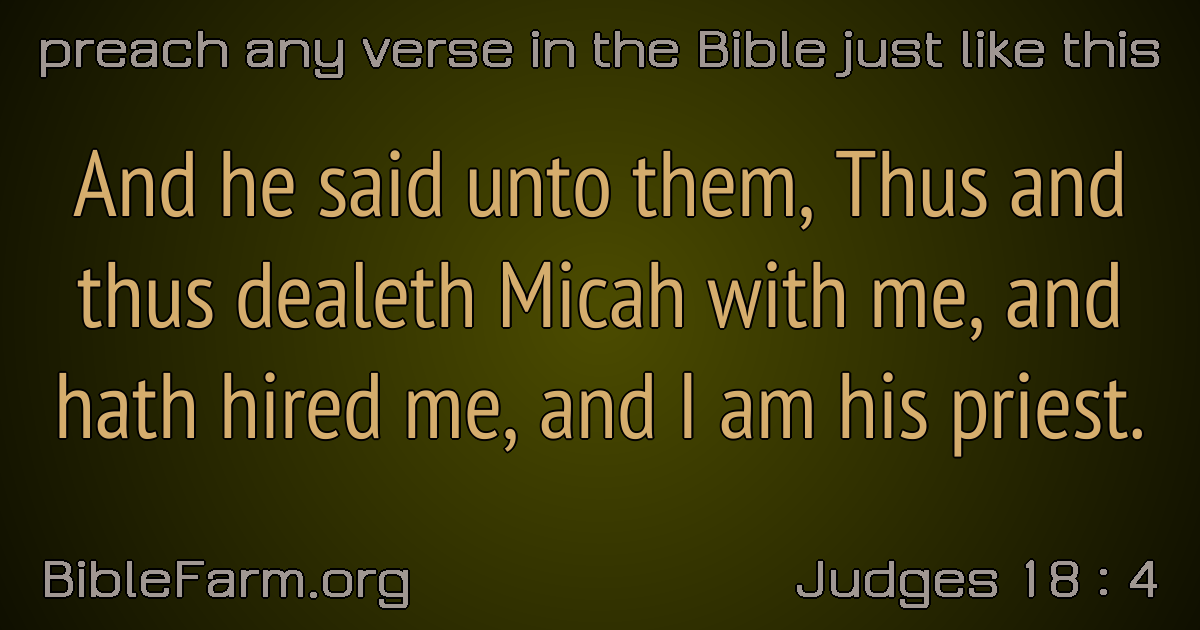 preach any verse in the Bible just like this
And he said unto them, Thus and
thus dealeth Micah with me, and
hath hired me, and I am his priest.
BibleFarm.org
Judges 18 : 4